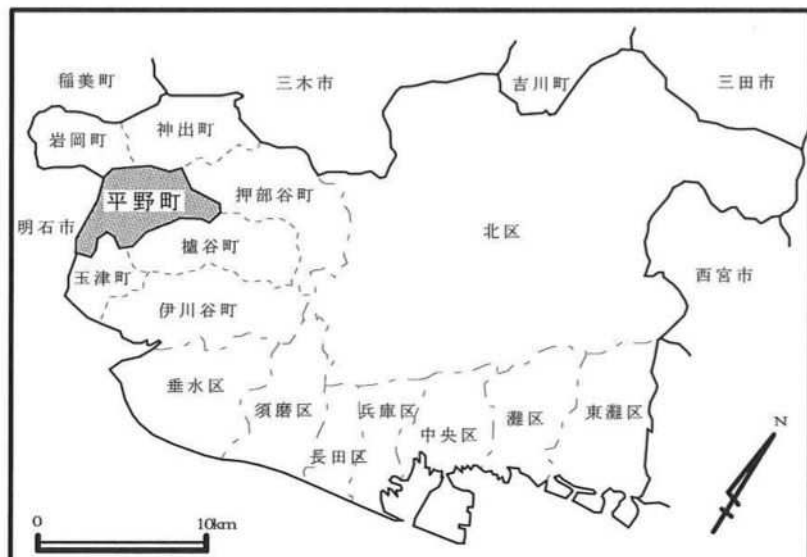 稲美町
三木市
吉川町
三田市
岩岡町
神出町
平野町
押部谷町
明石市
櫨谷町
北区
玉津町
西宮市
伊川谷町
垂水区
須磨区
兵庫区
中央区
灘区
東灘区
長田区
N
0
10km